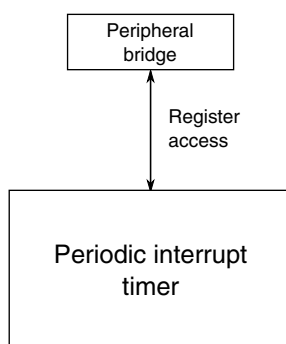 Peripheral
bridge
Register
access
Periodic interrupt
timer